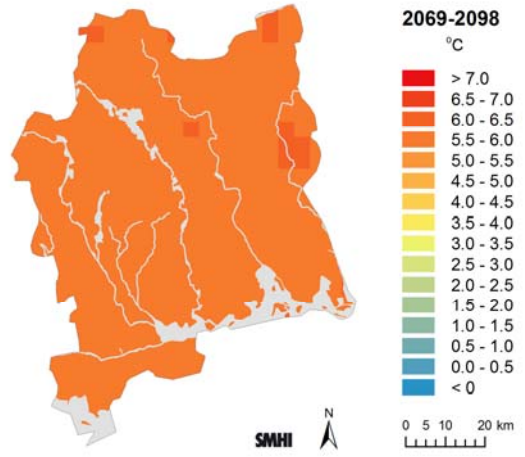 2069-2098
°C
> 7.0
6.5 - 7.0
6.0 - 6.5
5.5 - 6.0
5.0 - 5.5
4.5 - 5.0
4.0 - 4.5
3.5 - 4.0
3.0 - 3.5
2.5 - 3.0
2.0 - 2.5
1.5 - 2.0
1.0 - 1.5
0.5 - 1.0
0.0 - 0.5
< 0
SMHI
N
0 5 10 20 km